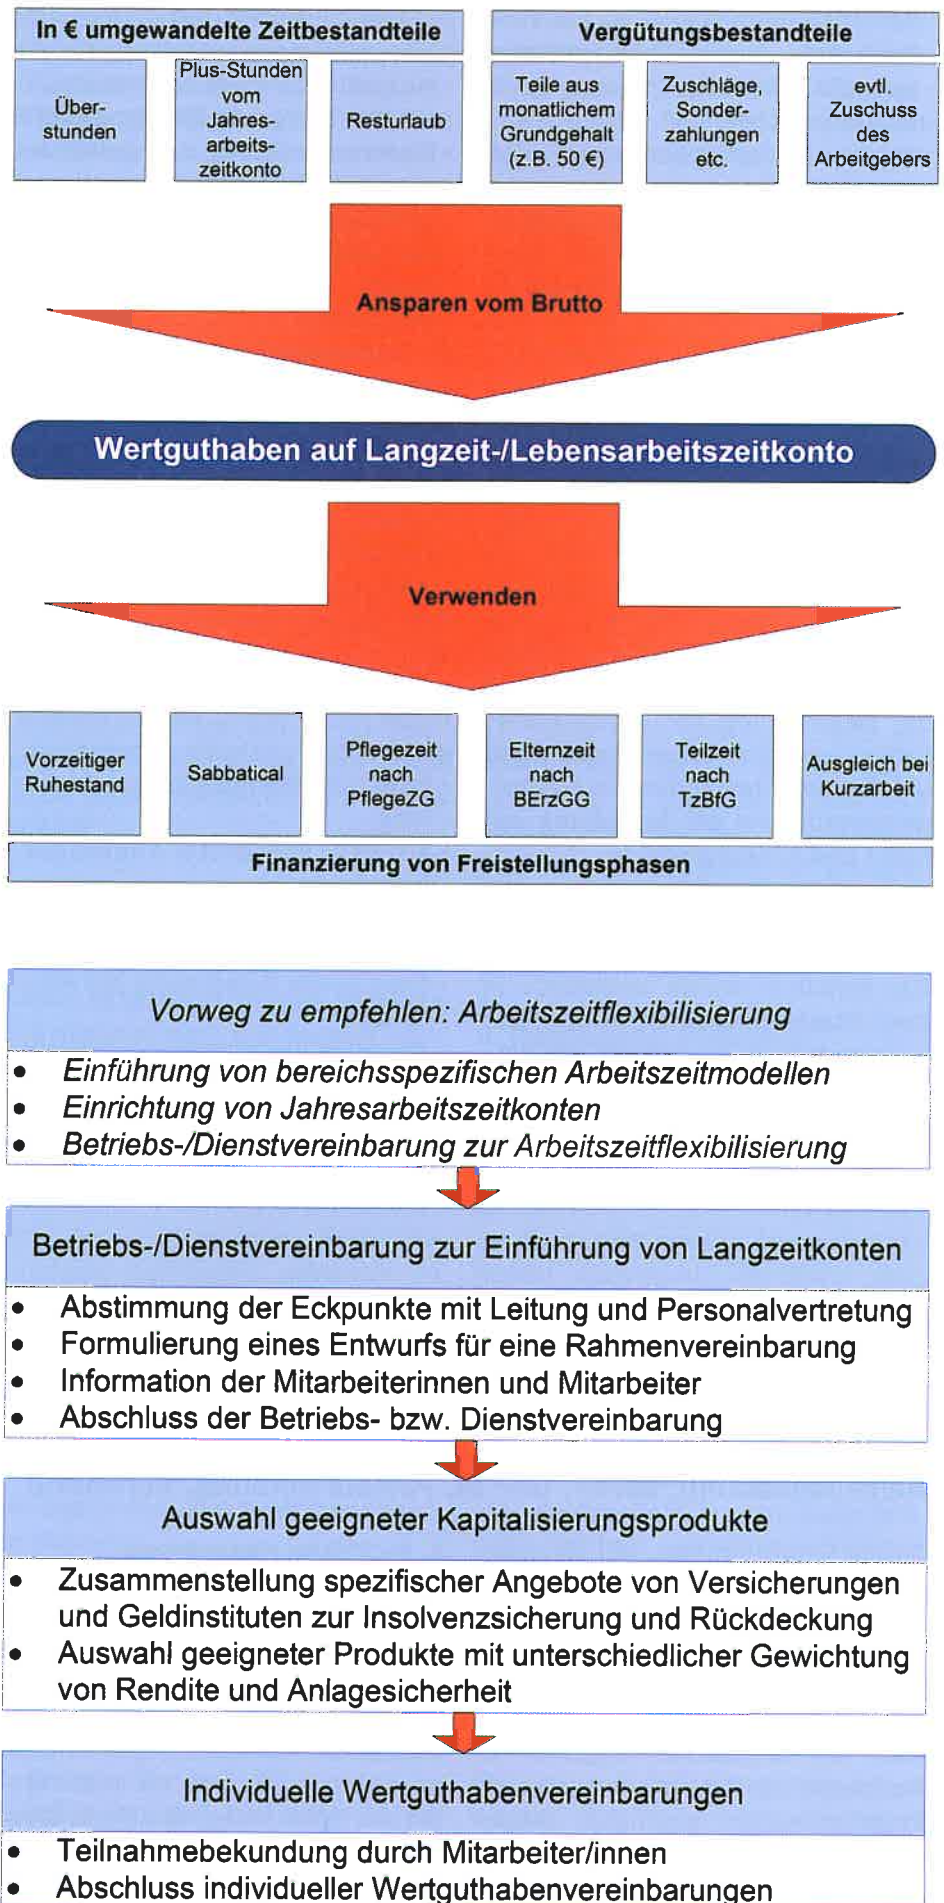 In € umgewandelte Zeitbestandteile
Vergütungsbestandteile
Über-
stunden
Plus-Stunden
vom
Jahres-
arbeits-
zeitkonto
Resturlaub
Teile aus
monatlichem
Grundgehalt
(z.B. 50 €)
Zuschläge,
Sonder-
zahlungen
etc.
evtl.
Zuschuss
des
Arbeitgebers
Ansparen vom Brutto
Wertguthaben auf Langzeit-/Lebensarbeitszeitkonto
Verwenden
Vorzeitiger
Ruhestand
Sabbatical
Pflegezeit
nach
PflegeZG
Elternzeit
nach
BErzGG
Teilzeit
nach
TzBfG
Ausgleich bei
Kurzarbeit
Finanzierung von Freistellungsphasen
Vorweg zu empfehlen: Arbeitszeitflexibilisierung
• Einführung von bereichsspezifischen Arbeitszeitmodellen
• Einrichtung von Jahresarbeitszeitkonten
• Betriebs-/Dienstvereinbarung zur Arbeitszeitflexibilisierung
Betriebs-/Dienstvereinbarung zur Einführung von Langzeitkonten
• Abstimmung der Eckpunkte mit Leitung und Personalvertretung
• Formulierung eines Entwurfs für eine Rahmenvereinbarung
• Information der Mitarbeiterinnen und Mitarbeiter
• Abschluss der Betriebs- bzw. Dienstvereinbarung
Auswahl geeigneter Kapitalisierungsprodukte
• Zusammenstellung spezifischer Angebote von Versicherungen
und Geldinstituten zur Insolvenzsicherung und Rückdeckung
• Auswahl geeigneter Produkte mit unterschiedlicher Gewichtung
von Rendite und Anlagesicherheit
Individuelle Wertguthabenvereinbarungen
• Teilnahmebekundung durch Mitarbeiter/innen
• Abschluss individueller Wertguthabenvereinbarungen